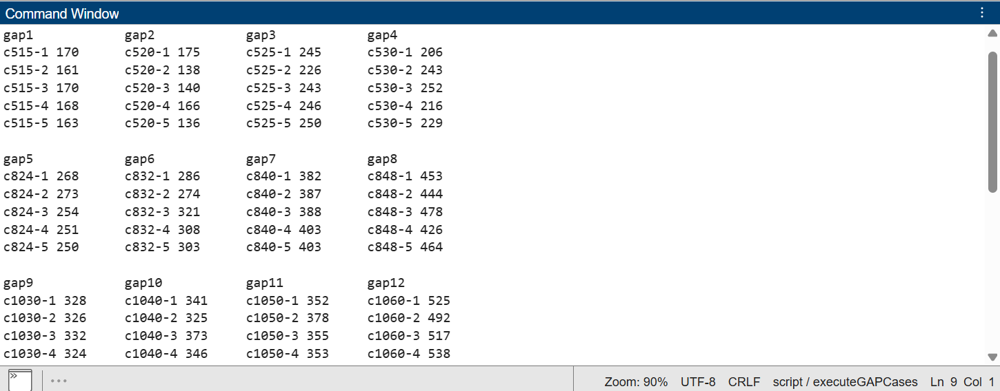 Command Window
gap1 gap2 gap3 gap4
c515-1 170 c520-1 175 c525-1 245 c530-1 206
c515-2 161 c520-2 138 c525-2 226 c530-2 243
c515-3 170 c520-3 140 c525-3 243 c530-3 252
c515-4 168 c520-4 166 c525-4 246 c530-4 216
c515-5 163 c520-5 136 c525-5 250 c530-5 229
gap5 gap6 gap7 gap8
c824-1 268 c832-1 286 c840-1 382 c848-1 453
c824-2 273 c832-2 274 c840-2 387 c848-2 444
c824-3 254 c832-3 321 c840-3 388 c848-3 478
c824-4 251 c832-4 308 c840-4 403 c848-4 426
c824-5 250 c832-5 303 c840-5 403 c848-5 464
gap9 gap10 gap11 gap12
c1030-1 328 c1040-1 341 c1050-1 352 c1060-1 525
c1030-2 326 c1040-2 325 c1050-2 378 c1060-2 492
c1030-3 332 c1040-3 373 c1050-3 355 c1060-3 517
c1030-4 324 c1040-4 346 c1050-4 353 c1060-4 538
Zoom: 90% UTF-8 CRLF script / executeGAPCases Ln 9 Col 1